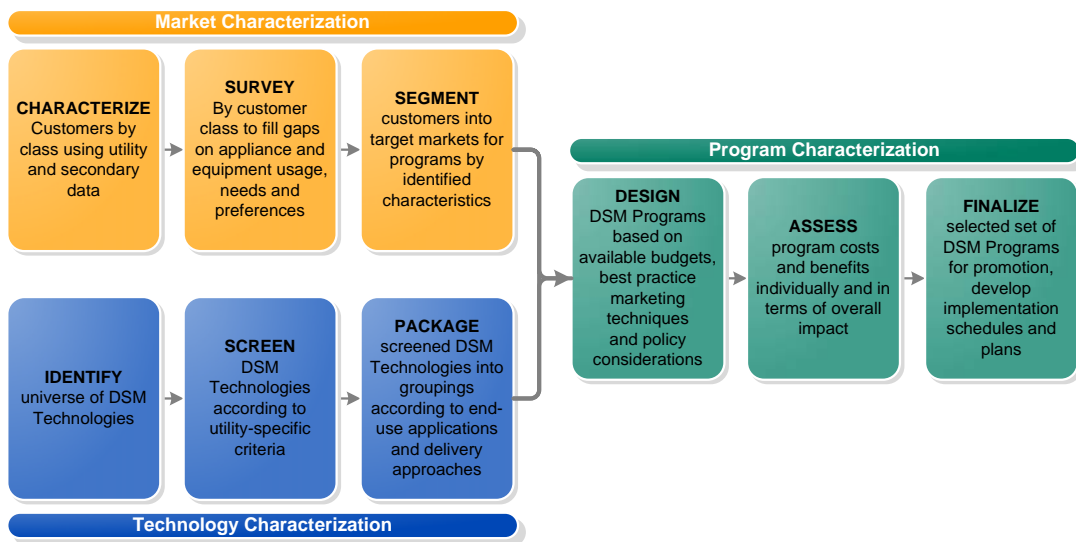 Market Characterization
CHARACTERIZE
Customers by
class using utility
and secondary
data
SURVEY
By customer
class to fill gaps
on appliance and
equipment usage,
needs and
preferences
SEGMENT
customers into
target markets for
programs by
identified
characteristics
IDENTIFY
universe of DSM
Technologies
SCREEN
DSM
Technologies
according to
utility-specific
criteria
PACKAGE
screened DSM
Technologies into
groupings
according to end-
use applications
and delivery
approaches
Technology Characterization
Program Characterization
DESIGN
DSM Programs
based on
available budgets,
best practice
marketing
techniques
and policy
considerations
ASSESS
program costs
and benefits
individually and in
terms of overall
impact
FINALIZE
selected set of
DSM Programs
for promotion,
develop
implementation
schedules and
plans